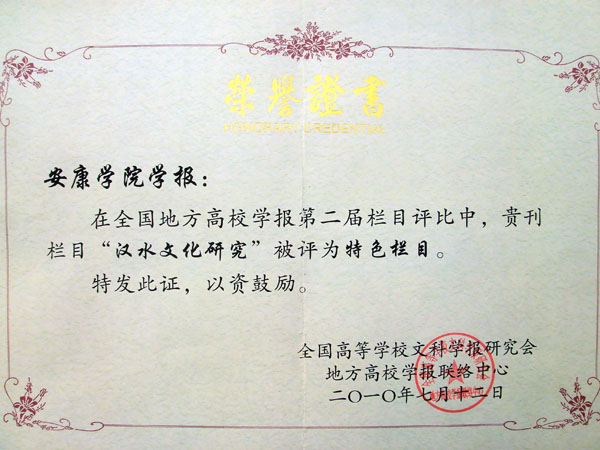 榮譽證書
HONORARY CREDENTIAL
安康学院学报：
在全国地方高校学报第二届栏目评比中，贵刊
栏目“汉水文化研究”被评为特色栏目。
特发此证，以资鼓励。
全国高等学校文科学报研究会
地方高校学报联络中心
二〇一〇年七月十二日